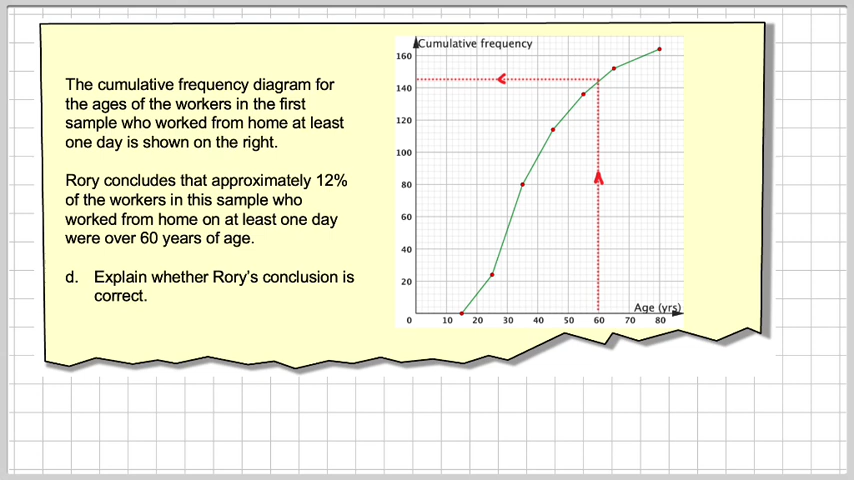 The cumulative frequency diagram for
the ages of the workers in the first
sample who worked from home at least
one day is shown on the right.
Rory concludes that approximately 12%
of the workers in this sample who
worked from home on at least one day
were over 60 years of age.
d. Explain whether Rory's conclusion is
correct.
Cumulative frequency
160
140
120
100
80
60
40
20
Age (yrs)
0 10 20 30 40 50 60 70 80